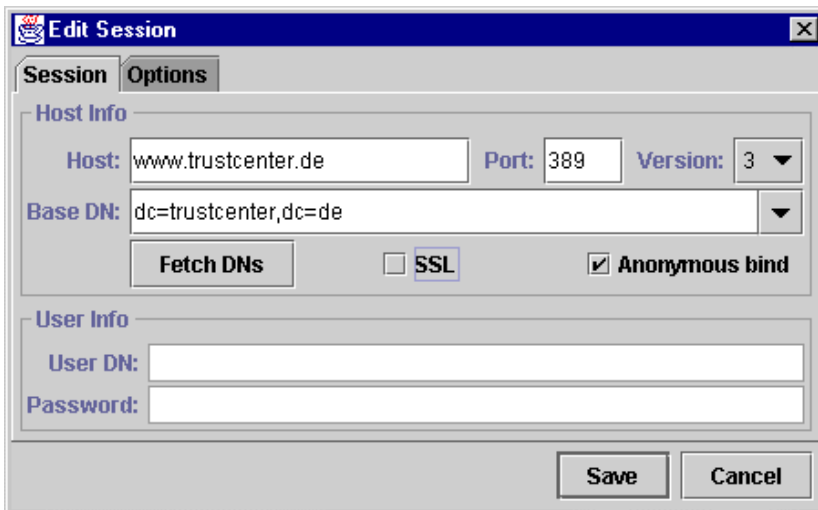 Edit Session
Session Options
Host Info
Host: www.trustcenter.de Port: 389 Version: 3
Base DN: dc=trustcenter,dc=de
Fetch DNs SSL Anonymous bind
User Info
User DN:
Password:
Save Cancel